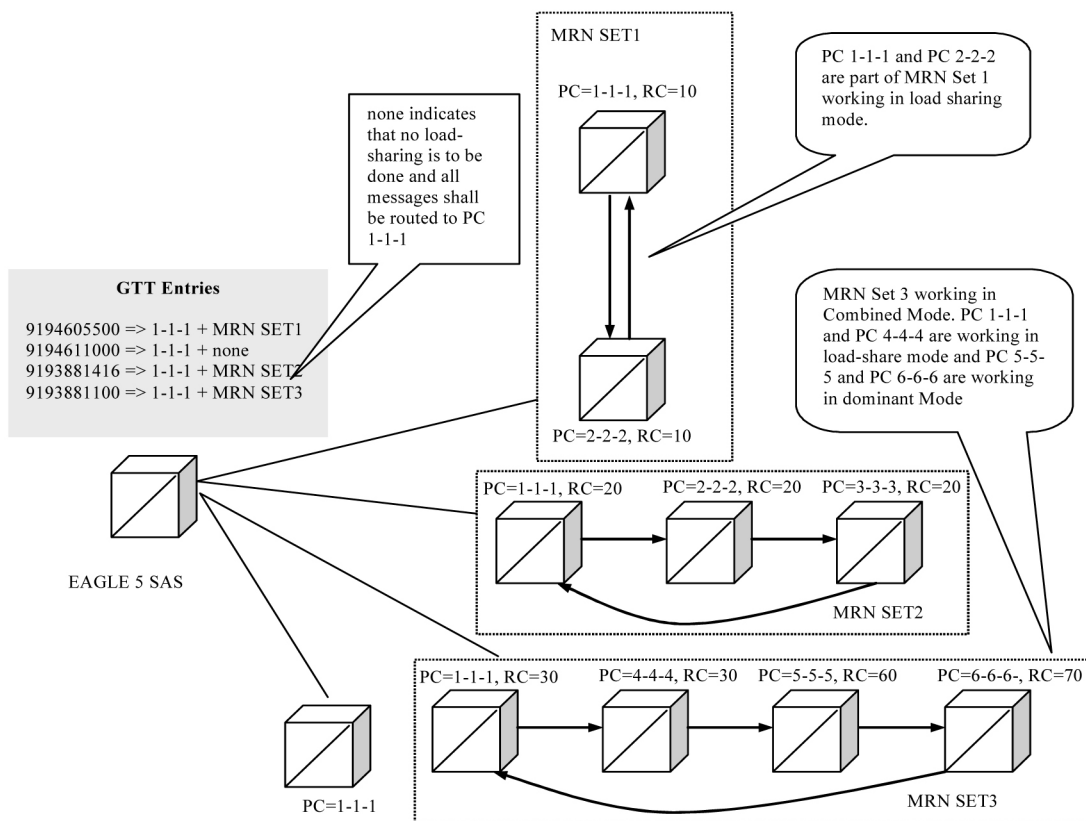 MRN SET1
PC=1-1-1, RC=10
PC=2-2-2, RC=10
PC 1-1-1 and PC 2-2-2
are part of MRN Set 1
working in load sharing
mode.
none indicates
that no load-
sharing is to be
done and all
messages shall
be routed to PC
1-1-1
GTT Entries
9194605500 => 1-1-1 + MRN SET1
9194611000 => 1-1-1 + none
9193881416 => 1-1-1 + MRN SET2
9193881100 => 1-1-1 + MRN SET3
MRN Set 3 working in
Combined Mode. PC 1-1-1
and PC 4-4-4 are working in
load-share mode and PC 5-5-
5 and PC 6-6-6 are working
in dominant Mode
EAGLE 5 SAS
PC=1-1-1, RC=20
PC=2-2-2, RC=20
PC=3-3-3, RC=20
MRN SET2
PC=1-1-1, RC=30
PC=4-4-4, RC=30
PC=5-5-5, RC=60
PC=6-6-6-, RC=70
MRN SET3
PC=1-1-1